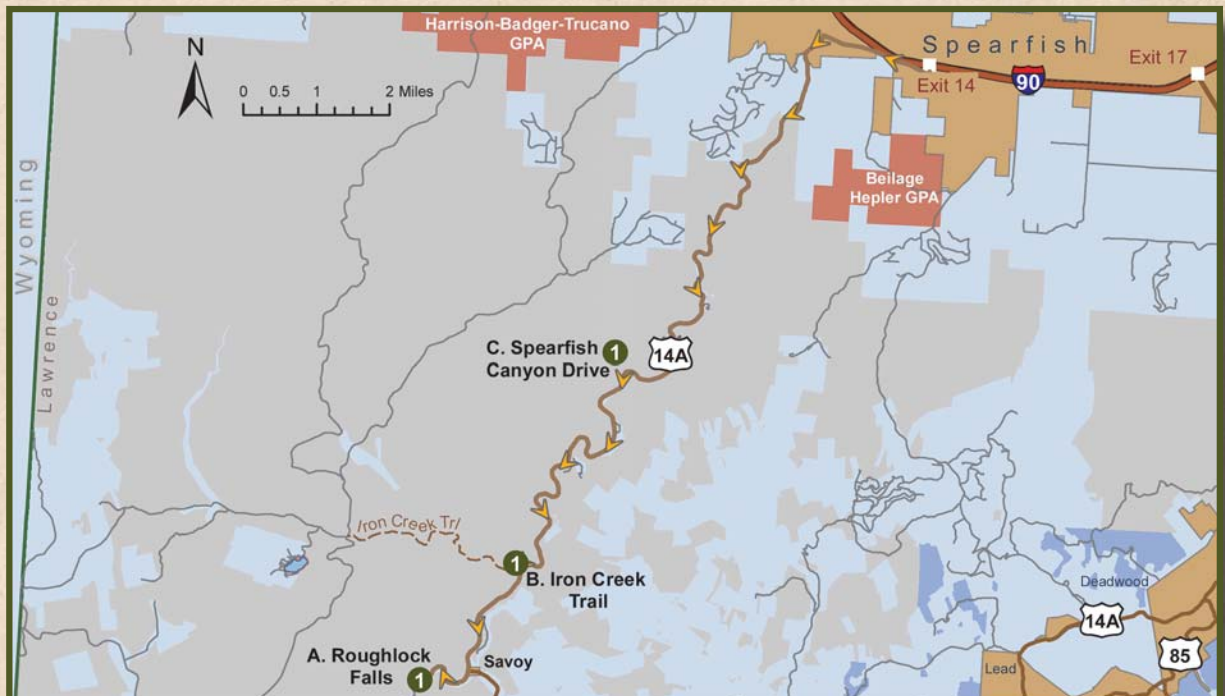 Harrison-Badger-Trucano
GPA
N
0 0.5 1 2 Miles
Spearfish
Exit 14
90
Exit 17
Beilage
Hepler GPA
Wyoming
Lawrence
C. Spearfish
Canyon Drive
1
14A
Iron Creek Trl
1
B. Iron Creek
Trail
Deadwood
14A
85
Lead
A. Roughlock
Falls
1
Savoy